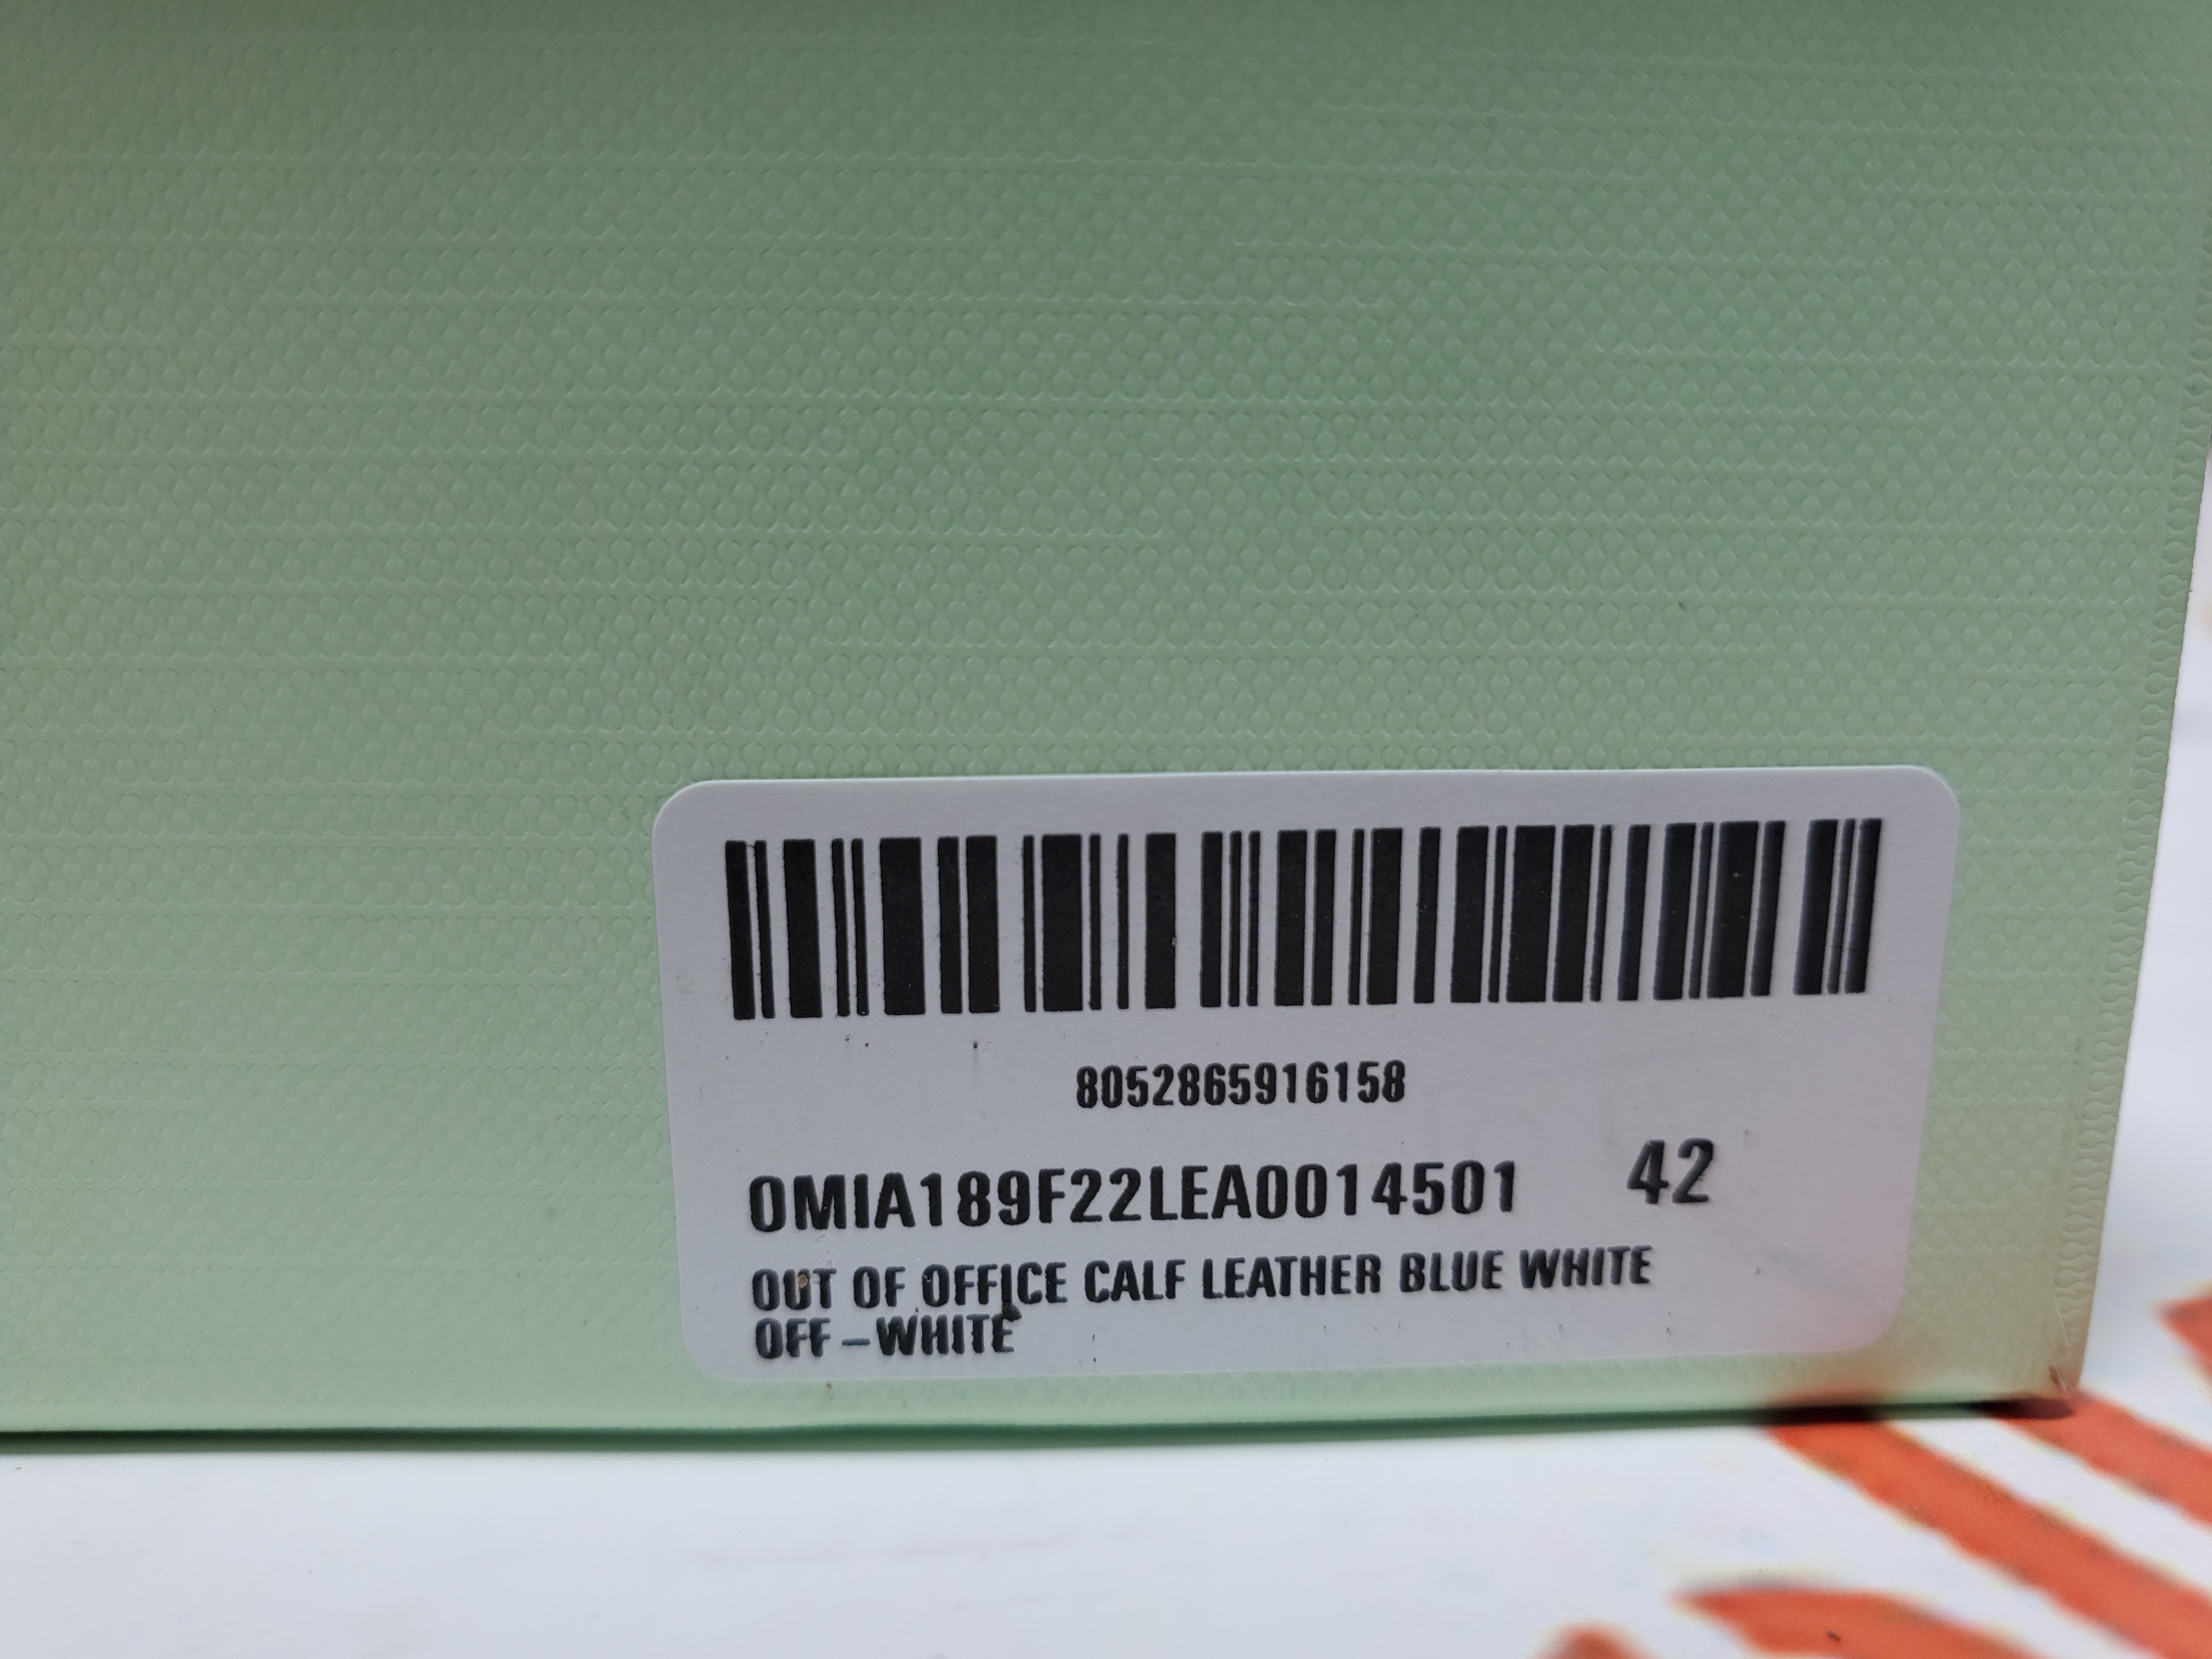 8052865916158
OMIA189F22LEA0014501 42
OUT OF OFFICE CALF LEATHER BLUE WHITE
OFF-WHITE